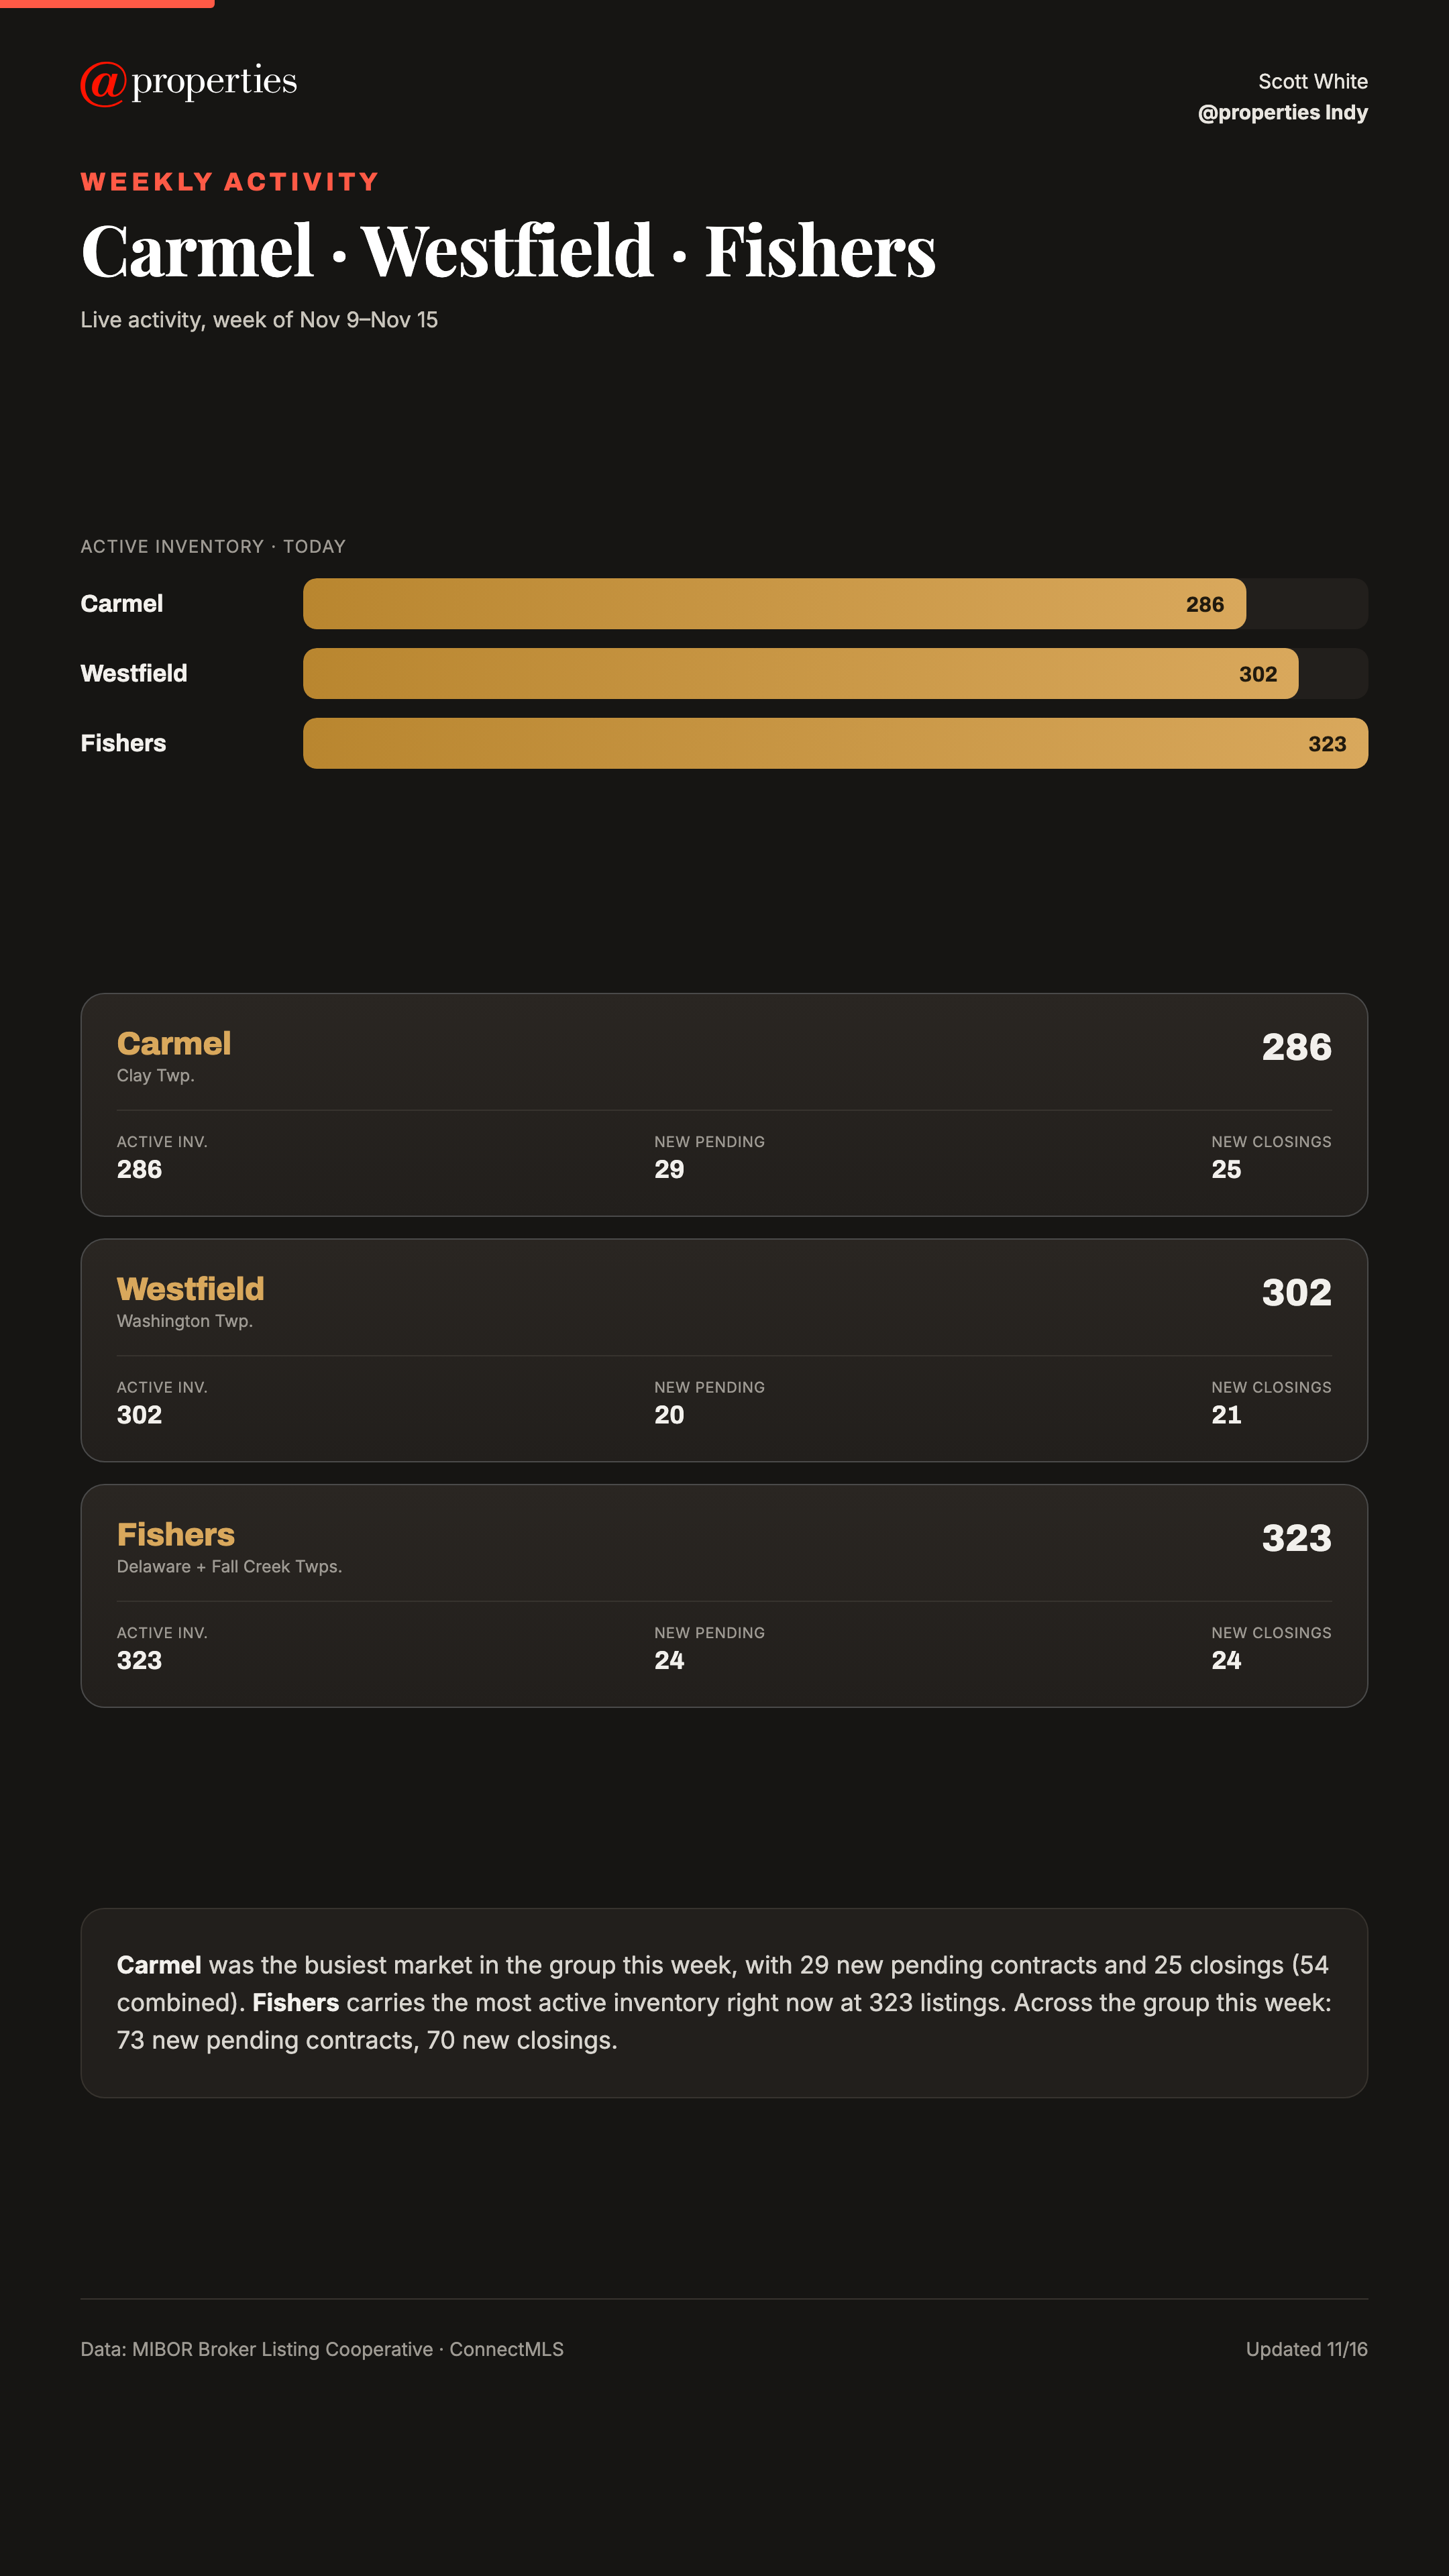 @properties
Scott White
@properties Indy
WEEKLY ACTIVITY
Carmel · Westfield · Fishers
Live activity, week of Nov 9–Nov 15
ACTIVE INVENTORY · TODAY
Carmel 286
Westfield 302
Fishers 323
Carmel 286
Clay Twp.
ACTIVE INV. NEW PENDING NEW CLOSINGS
286 29 25
Westfield 302
Washington Twp.
ACTIVE INV. NEW PENDING NEW CLOSINGS
302 20 21
Fishers 323
Delaware + Fall Creek Twps.
ACTIVE INV. NEW PENDING NEW CLOSINGS
323 24 24
Carmel was the busiest market in the group this week, with 29 new pending contracts and 25 closings (54
combined). Fishers carries the most active inventory right now at 323 listings. Across the group this week:
73 new pending contracts, 70 new closings.
Data: MIBOR Broker Listing Cooperative · ConnectMLS
Updated 11/16